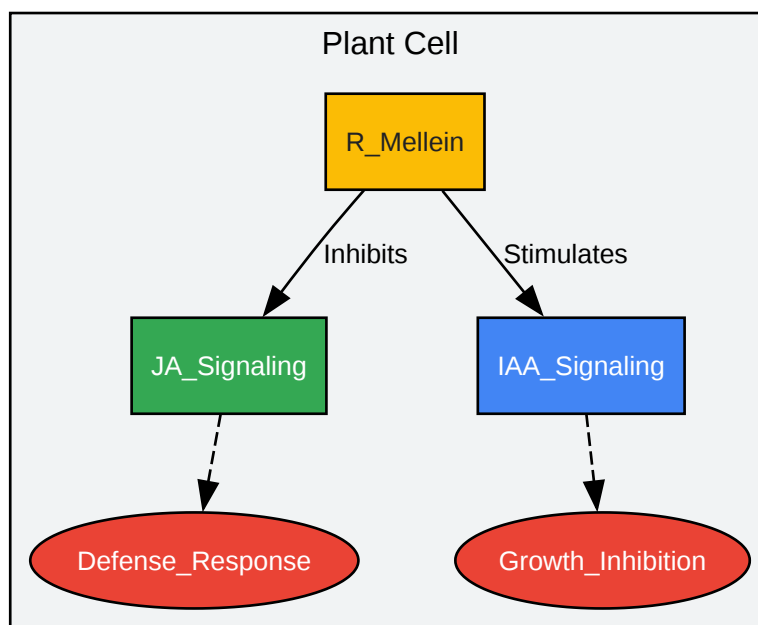 Plant Cell
R_Mellein
Inhibits
Stimulates
JA_Signaling
IAA_Signaling
Defense_Response
Growth_Inhibition